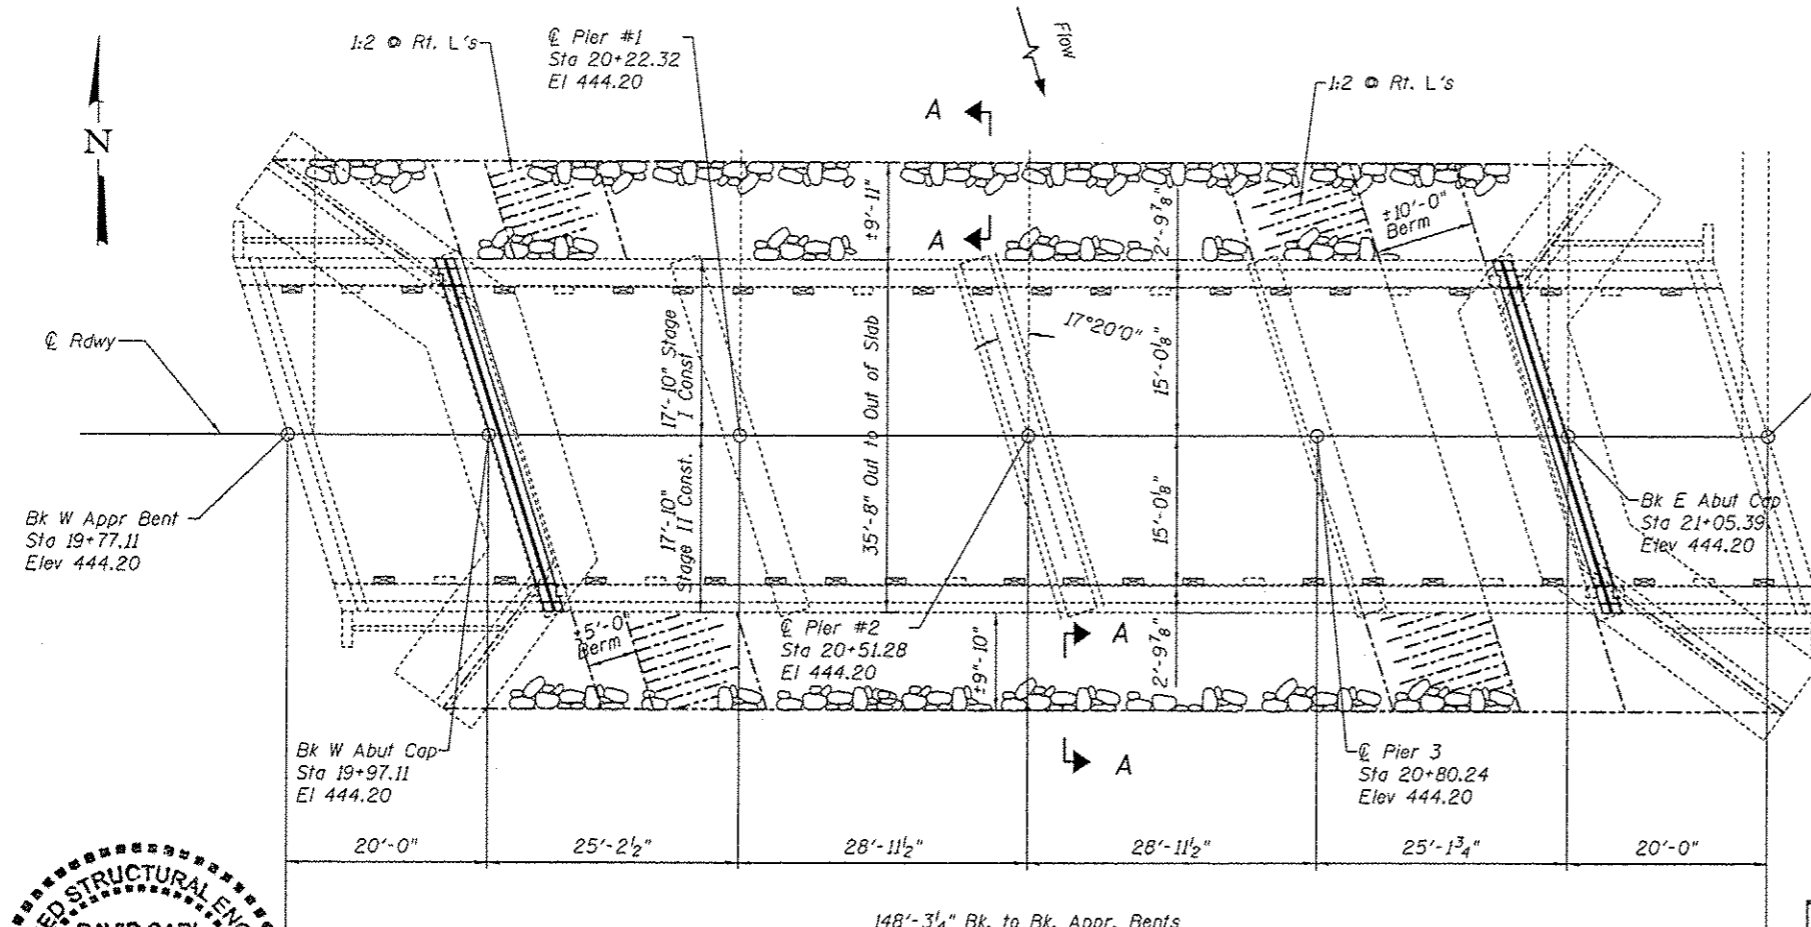 1:2 @ Rt. L's
℄ Pier #1
Sta 20+22.32
El 444.20
Flow
1:2 @ Rt. L's
A
N
A
±9'-11"
2'-9⅞"
±10'-0"
Berm
℄ Rdwy
17'-10" Stage
I Const
35'-8" Out to Out of Slab
17°20'0"
15'-0⅛"
Bk W Appr Bent
Sta 19+77.11
Elev 444.20
17'-10"
Stage II Const.
15'-0⅛"
Bk E Abut Cap
Sta 21+05.39
Elev 444.20
±5'-0
Berm
℄ Pier #2
Sta 20+51.28
El 444.20
±9"-10"
A
2'-9⅞"
Bk W Abut Cap
Sta 19+97.11
El 444.20
A
℄ Pier 3
Sta 20+80.24
Elev 444.20
20'-0"
25'-2½"
28'-11½"
28'-11½"
25'-1¾"
20'-0"
STRUCTURAL
148'-3¼" Bk. to Bk. Appr. Bents